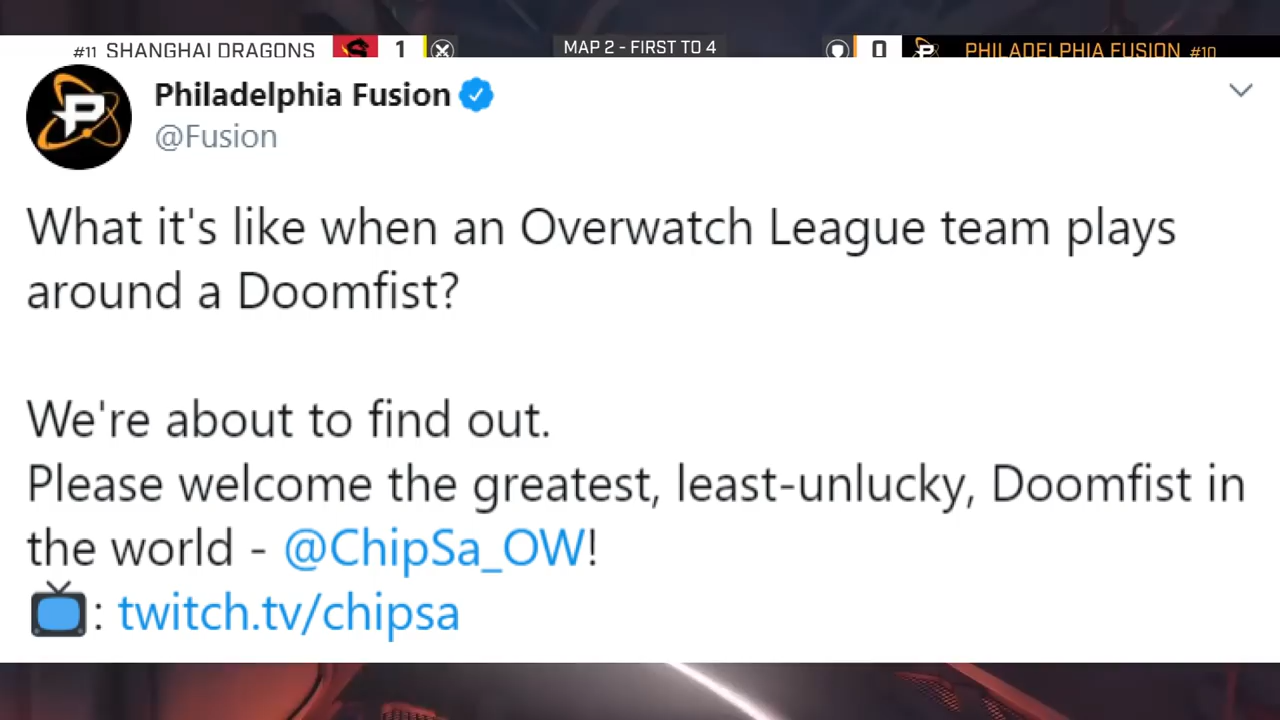 #11 SHANGHAI DRAGONS 1 MAP 2 - FIRST TO 4 0 PHILADELPHIA FUSION #10
Philadelphia Fusion
@Fusion
What it's like when an Overwatch League team plays
around a Doomfist?
We're about to find out.
Please welcome the greatest, least-unlucky, Doomfist in
the world - @ChipSa_OW!
📺: twitch.tv/chipsa